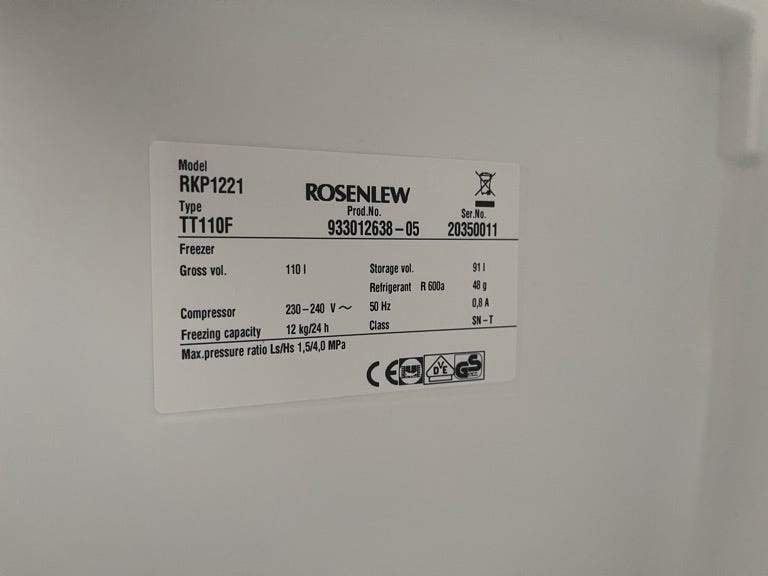 Model
RKP1221 ROSENLEW
Type Prod.No. Ser.No.
TT110F 933012638-05 20350011
Freezer
Gross vol. 110 l Storage vol. 91 l
Refrigerant R 600a 48 g
Compressor 230-240 V ~ 50 Hz 0,8 A
Freezing capacity 12 kg/24 h Class SN-T
Max.pressure ratio Ls/Hs 1,5/4,0 MPa
CE DVE GS